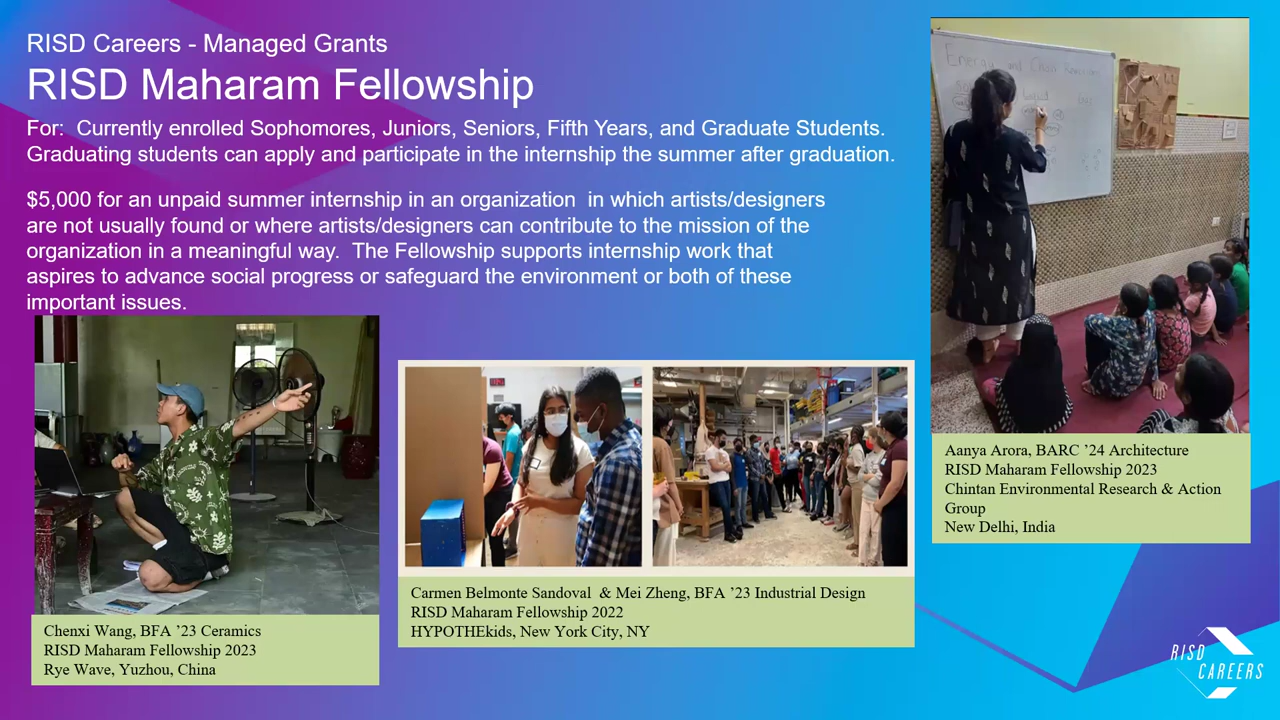 RISD Careers - Managed Grants
RISD Maharam Fellowship
For:  Currently enrolled Sophomores, Juniors, Seniors, Fifth Years, and Graduate Students.
Graduating students can apply and participate in the internship the summer after graduation.
$5,000 for an unpaid summer internship in an organization  in which artists/designers
are not usually found or where artists/designers can contribute to the mission of the
organization in a meaningful way.  The Fellowship supports internship work that
aspires to advance social progress or safeguard the environment or both of these
important issues.
Energy and
Chenxi Wang, BFA ’23 Ceramics
RISD Maharam Fellowship 2023
Rye Wave, Yuzhou, China
Carmen Belmonte Sandoval  & Mei Zheng, BFA ’23 Industrial Design
RISD Maharam Fellowship 2022
HYPOTHEkids, New York City, NY
Aanya Arora, BARC ’24 Architecture
RISD Maharam Fellowship 2023
Chintan Environmental Research & Action
Group
New Delhi, India
RISD
CAREERS